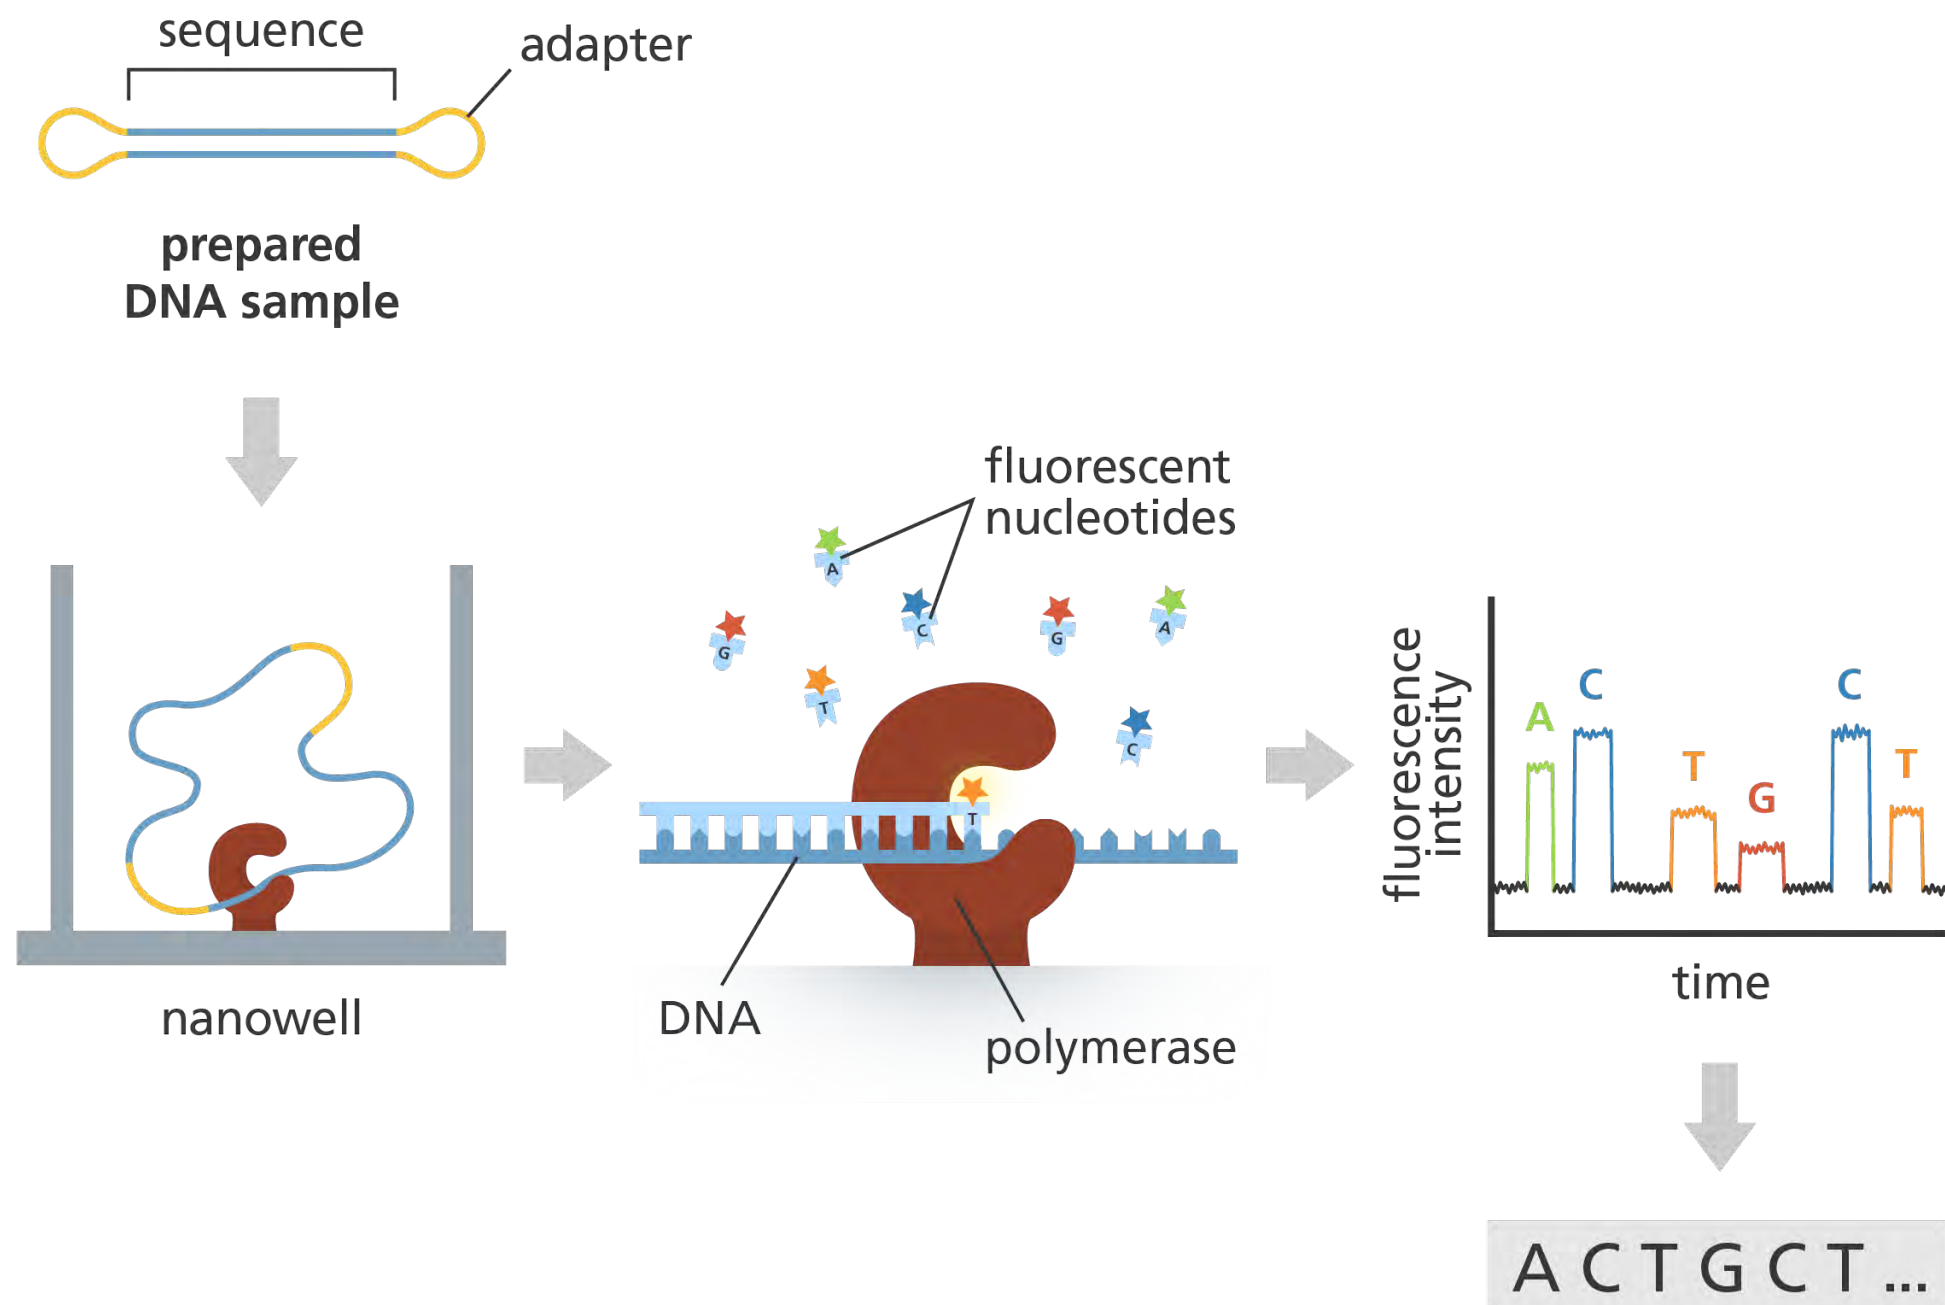 sequence
adapter
prepared
DNA sample
nanowell
fluorescent
nucleotides
A
C
G
A
G
T
C
T
DNA
polymerase
fluorescence
intensity
A
C
T
G
C
T
time
A C T G C T ...